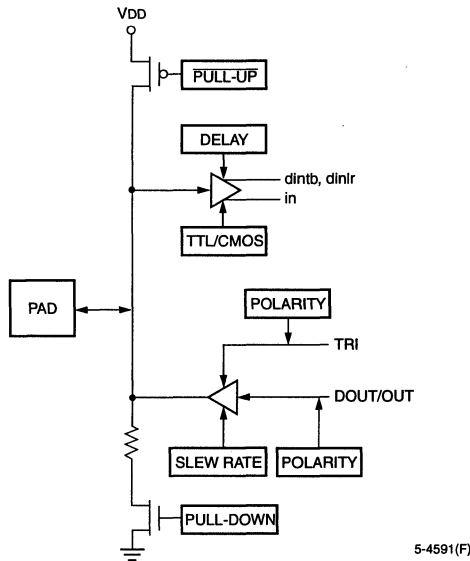 VDD
PULL-UP
DELAY
dintb, dinlr
in
TTL/CMOS
PAD
POLARITY
TRI
DOUT/OUT
SLEW RATE
POLARITY
PULL-DOWN
5-4591(F)